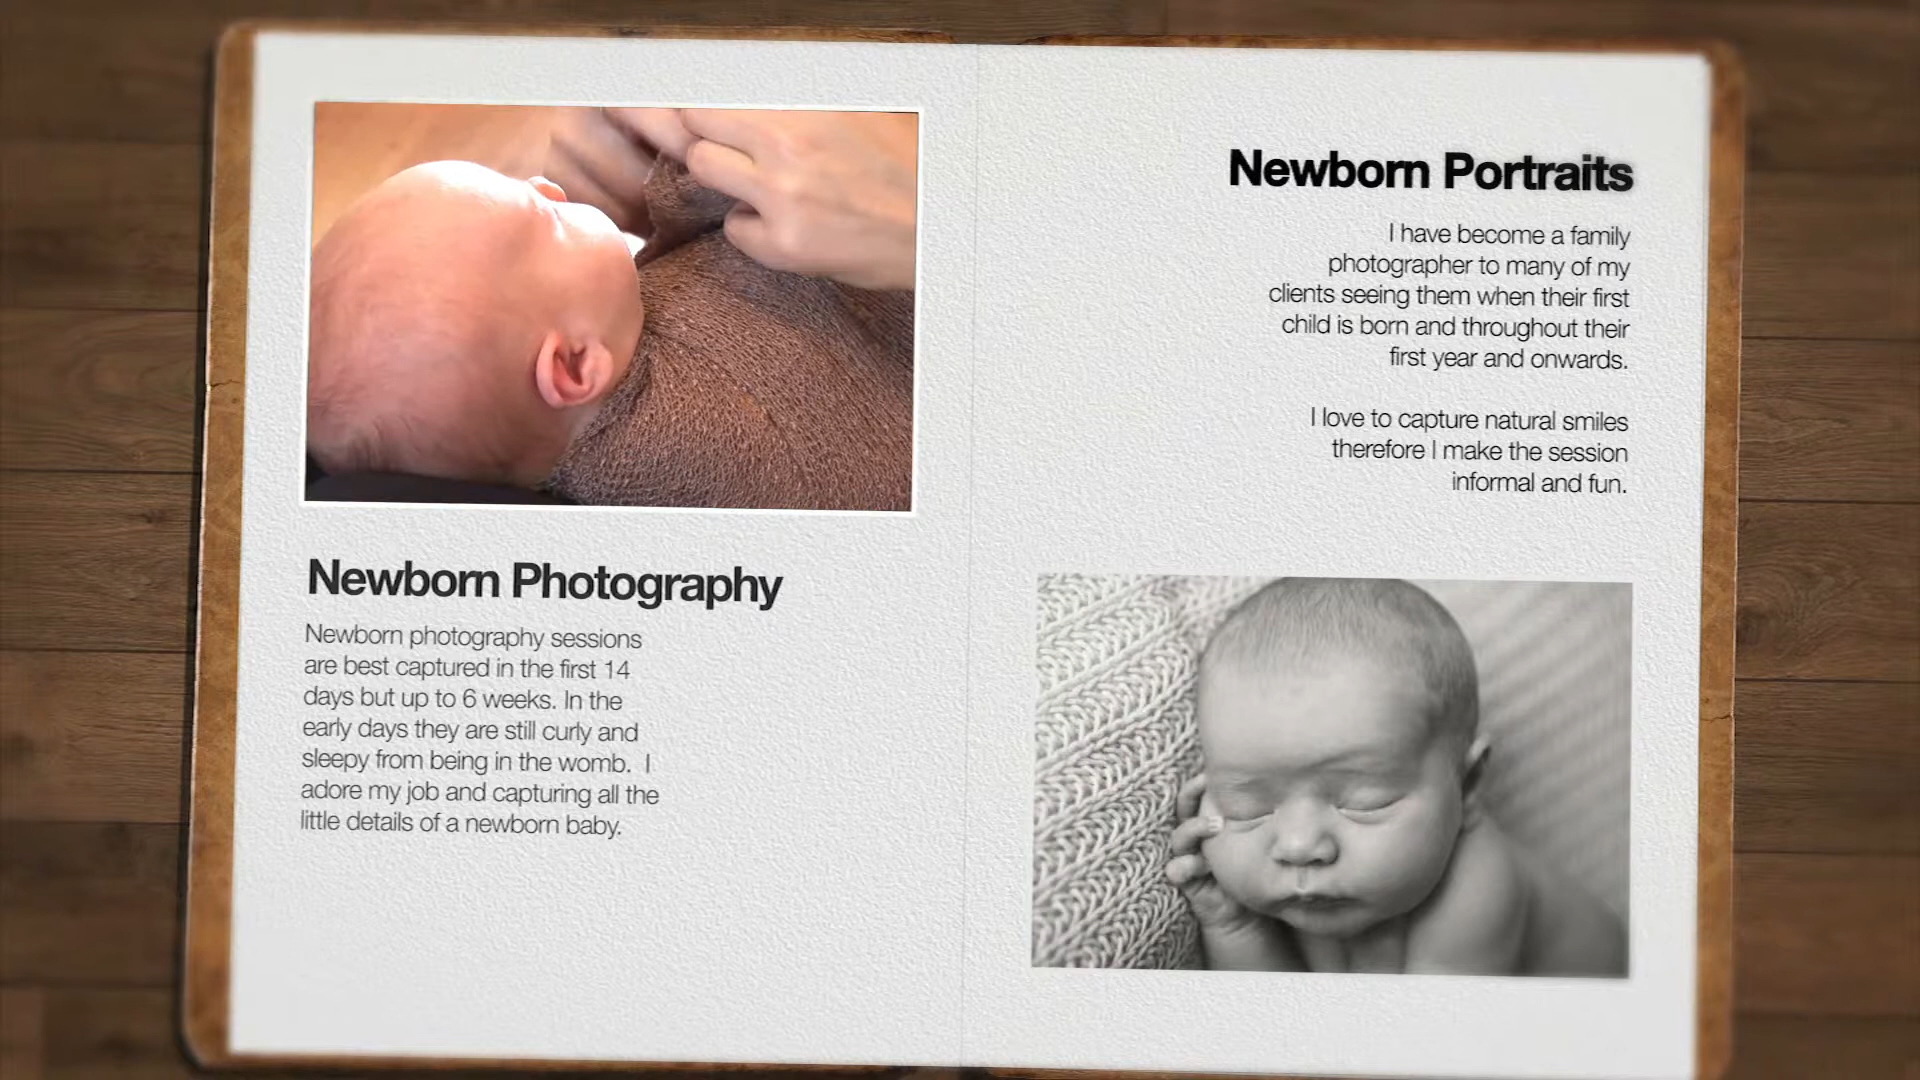 Newborn Photography
Newborn photography sessions
are best captured in the first 14
days but up to 6 weeks. In the
early days they are still curly and
sleepy from being in the womb.  I
adore my job and capturing all the
little details of a newborn baby.
Newborn Portraits
I have become a family
photographer to many of my
clients seeing them when their first
child is born and throughout their
first year and onwards.
I love to capture natural smiles
therefore I make the session
informal and fun.